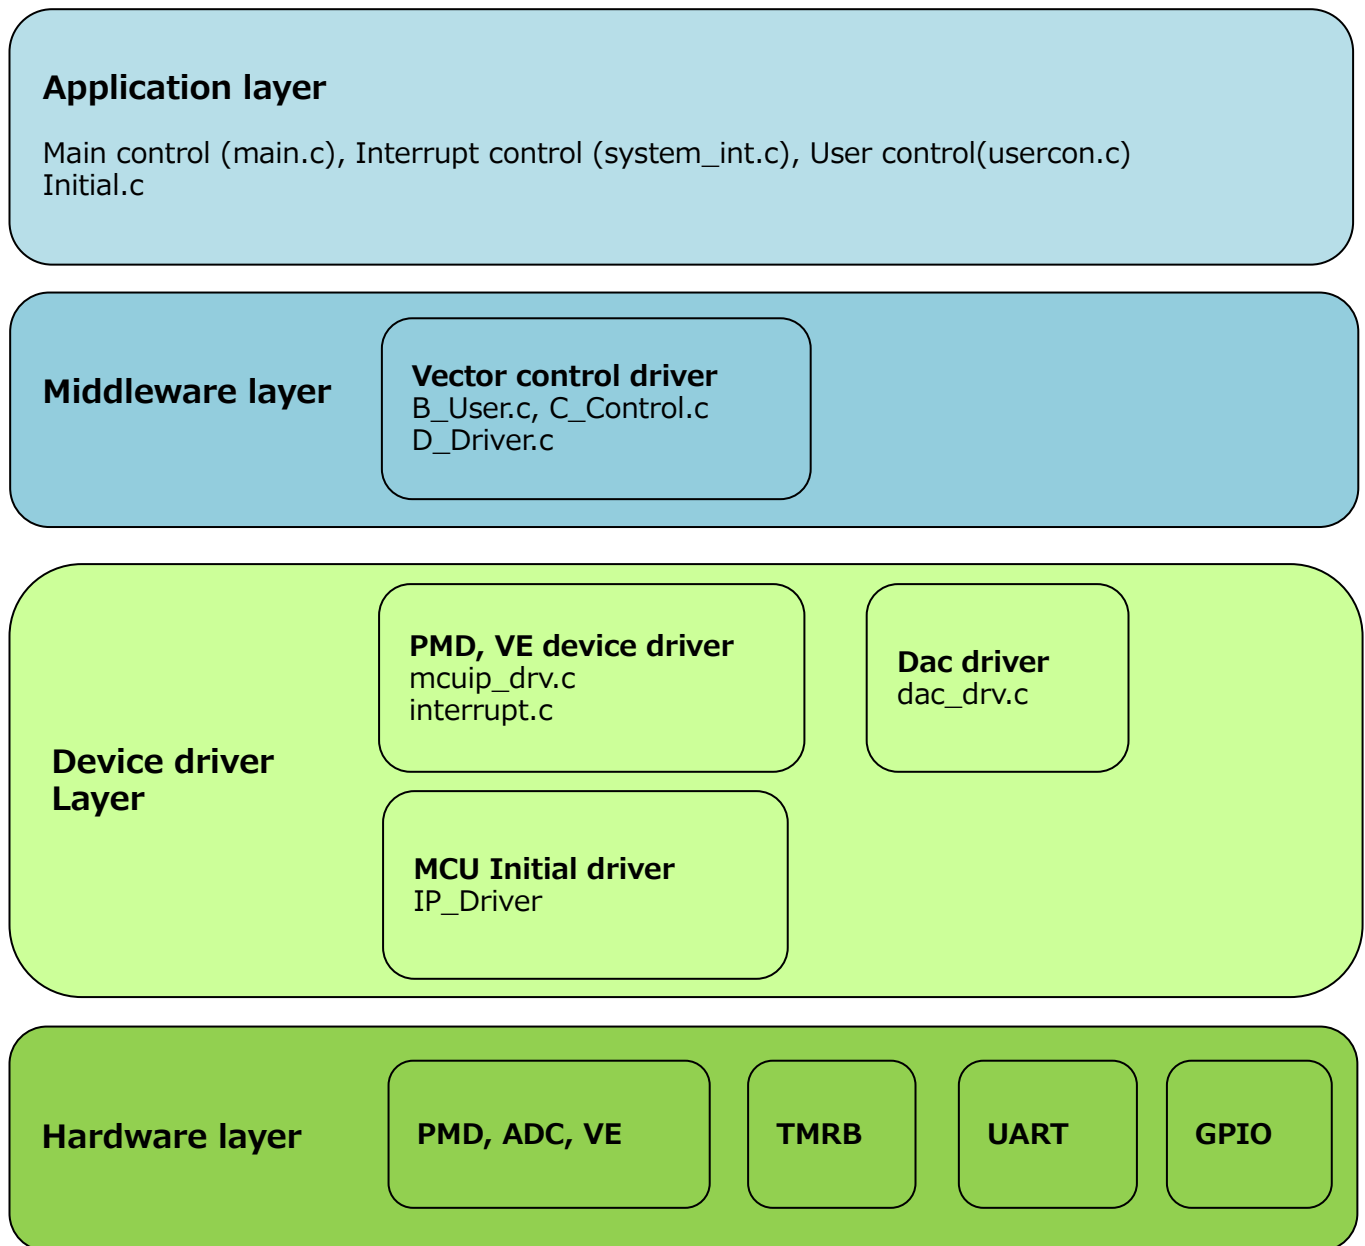 Application layer
Main control (main.c), Interrupt control (system_int.c), User control(usercon.c)
Initial.c
Middleware layer
Vector control driver
B_User.c, C_Control.c
D_Driver.c
Device driver
Layer
PMD, VE device driver
mcuip_drv.c
interrupt.c
Dac driver
dac_drv.c
MCU Initial driver
IP_Driver
Hardware layer
PMD, ADC, VE
TMRB
UART
GPIO